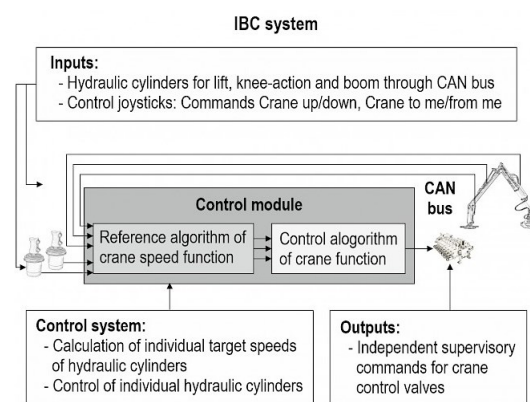 IBC system
Inputs:
- Hydraulic cylinders for lift, knee-action and boom through CAN bus
- Control joysticks: Commands Crane up/down, Crane to me/from me
CAN
bus
Control module
Reference algorithm of
crane speed function
Control alogorithm
of crane function
Control system:
- Calculation of individual target speeds
of hydraulic cylinders
- Control of individual hydraulic cylinders
Outputs:
- Independent supervisory
commands for crane
control valves